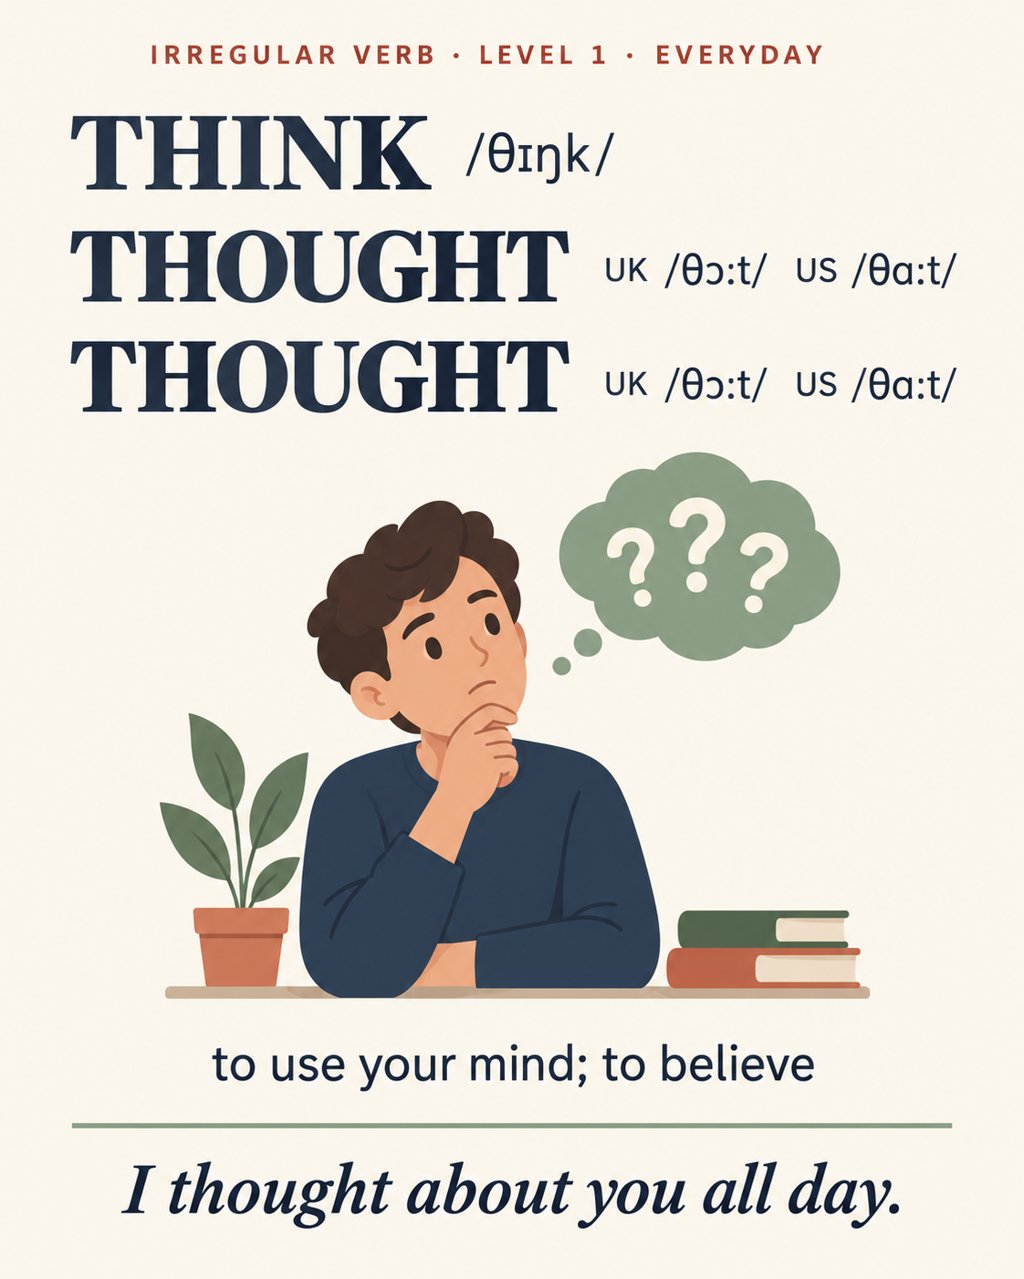 IRREGULAR VERB · LEVEL 1 · EVERYDAY
THINK /θɪŋk/
THOUGHT UK /θɔ:t/ US /θɑ:t/
THOUGHT UK /θɔ:t/ US /θɑ:t/
? ? ?
to use your mind; to believe
I thought about you all day.